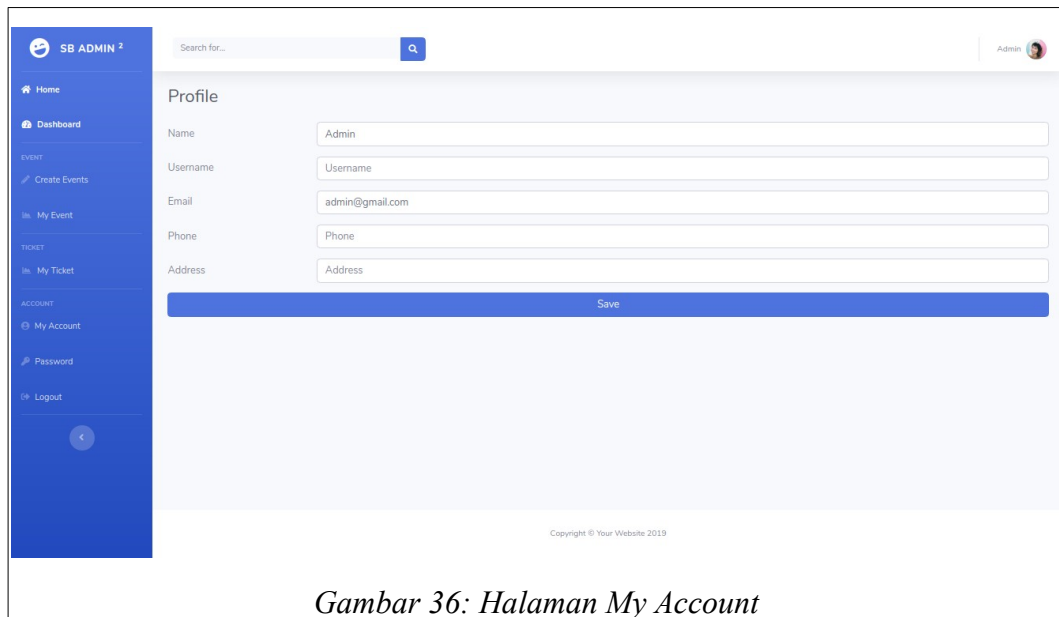 SB ADMIN 2
Search for...
Admin
Home
Dashboard
EVENT
Create Events
My Event
TICKET
My Ticket
ACCOUNT
My Account
Password
Logout
Profile
Name Admin
Username Username
Email admin@gmail.com
Phone Phone
Address Address
Save
Copyright © Your Website 2019
Gambar 36: Halaman My Account